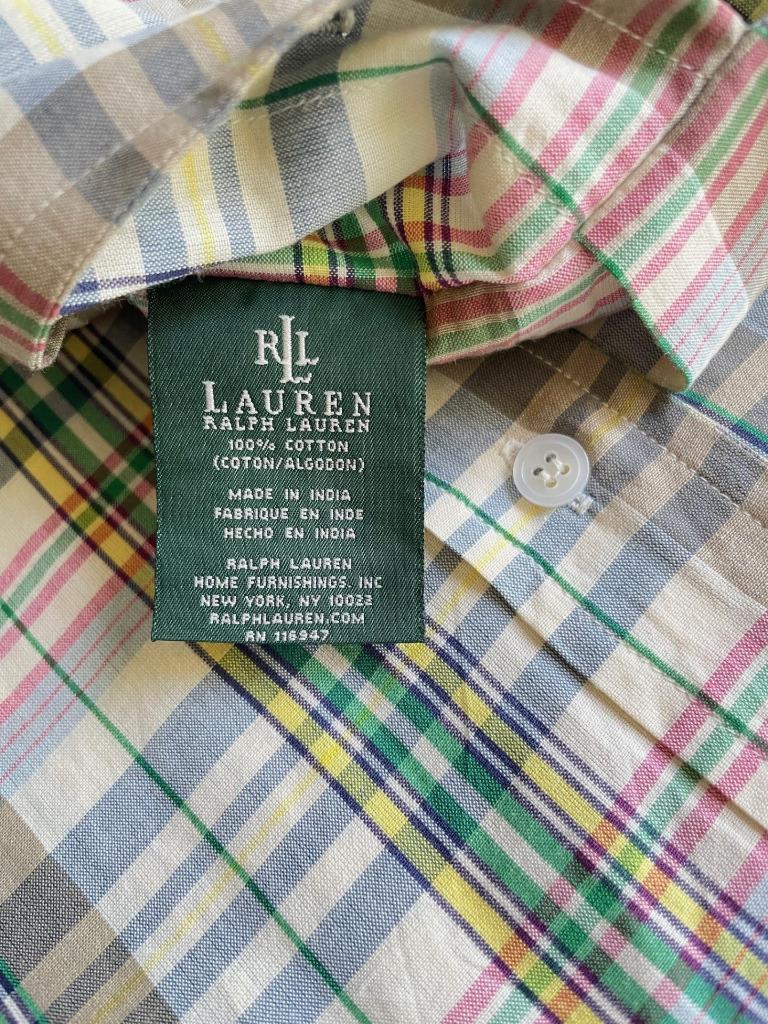 RLL
LAUREN
RALPH LAUREN
100% COTTON
(COTON/ALGODON)
MADE IN INDIA
FABRIQUE EN INDE
HECHO EN INDIA
RALPH LAUREN
HOME FURNISHINGS, INC
NEW YORK, NY 10022
RALPHLAUREN.COM
RN 116947